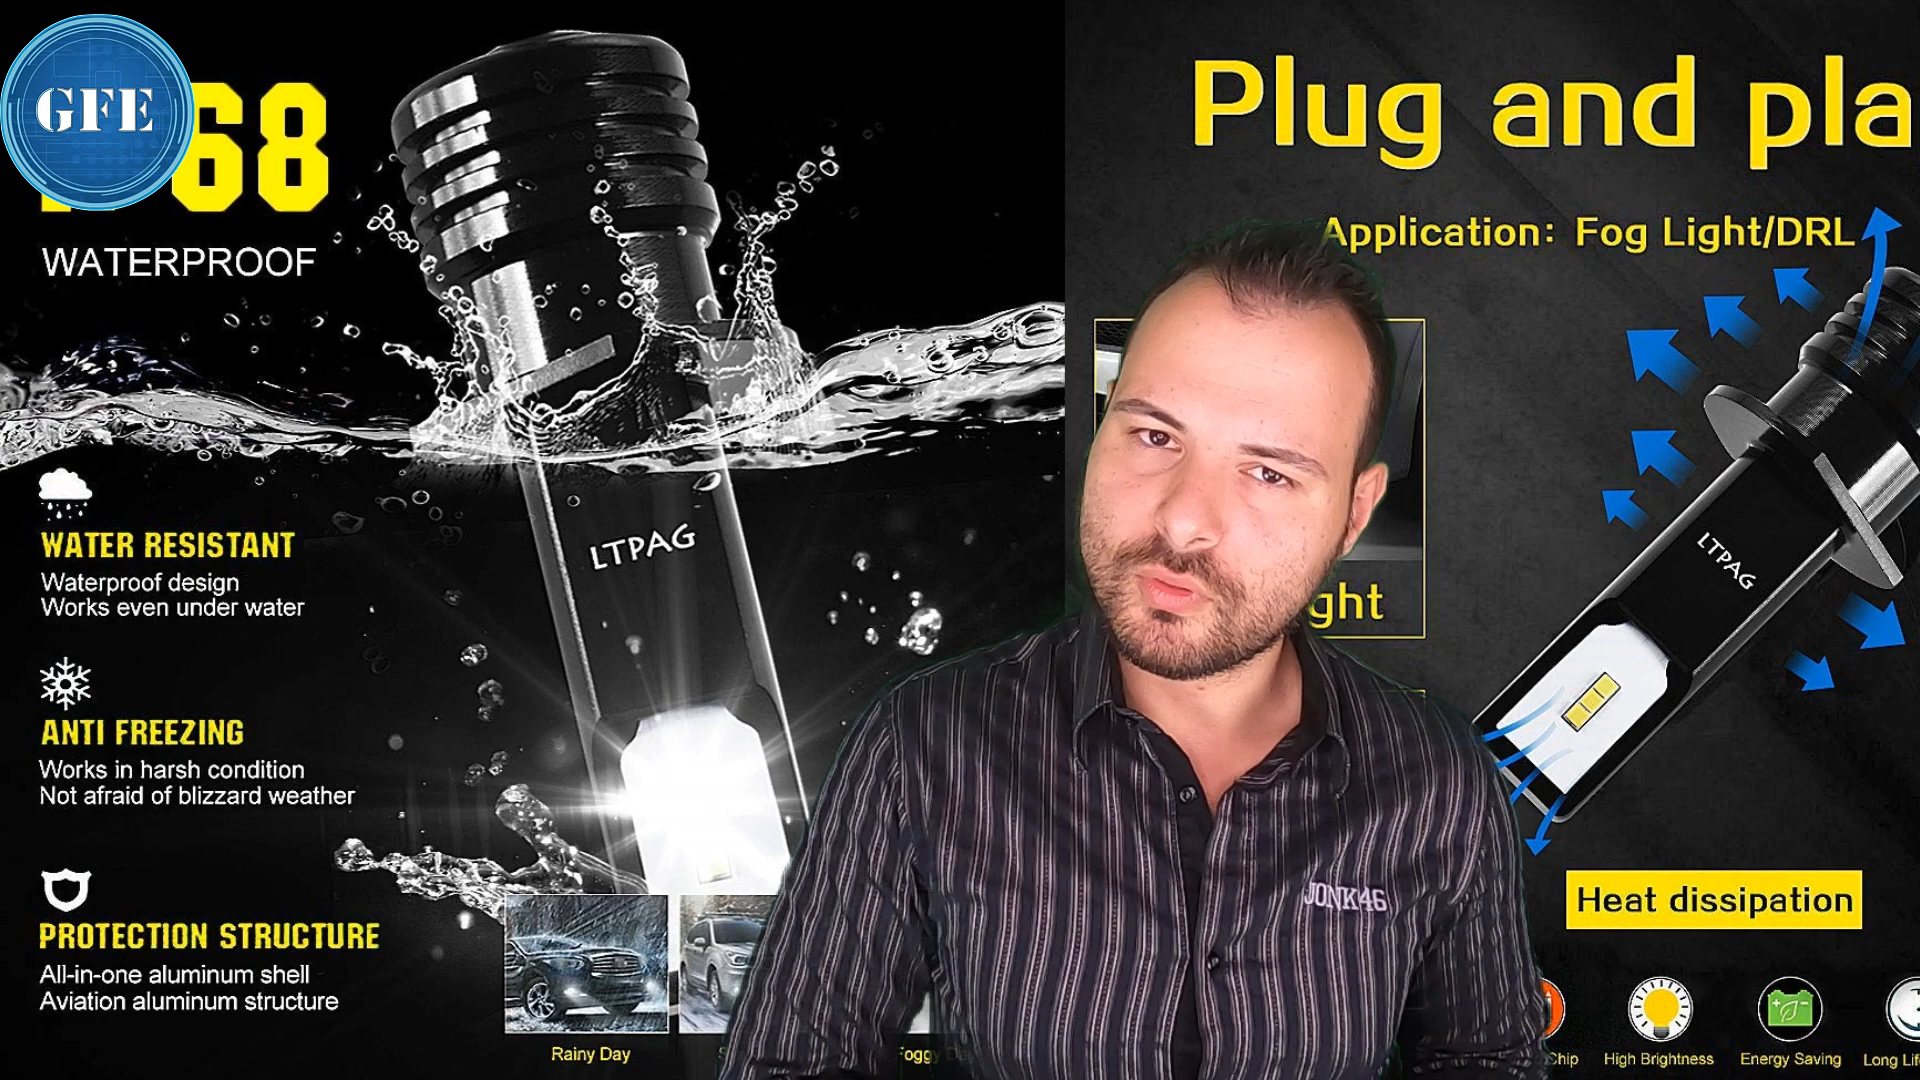 GFE
68
WATERPROOF
WATER RESISTANT
Waterproof design
Works even under water
ANTI FREEZING
Works in harsh condition
Not afraid of blizzard weather
PROTECTION STRUCTURE
All-in-one aluminum shell
Aviation aluminum structure
LTPAG
Rainy Day
Foggy Da
Plug and pla
Application: Fog Light/DRL
ght
LTPAG
Heat dissipation
JONK46
Chip
High Brightness
Energy Saving
Long Lif